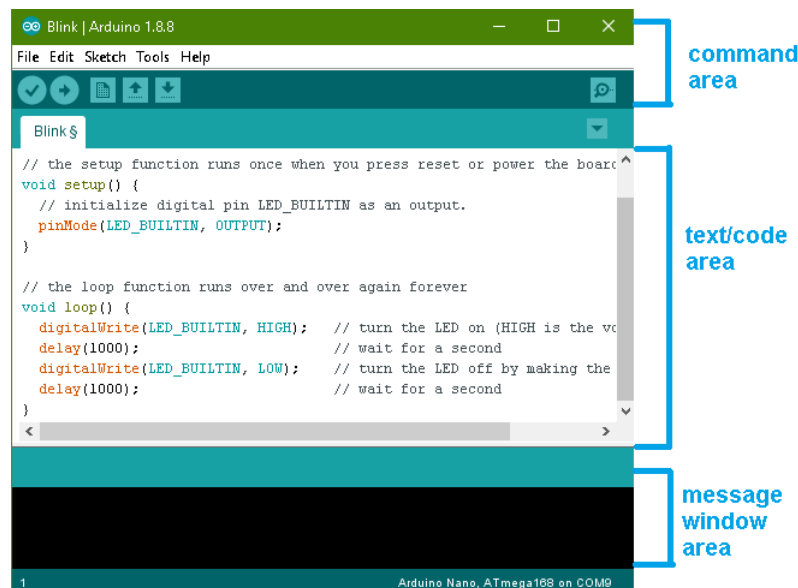 Blink | Arduino 1.8.8
File Edit Sketch Tools Help
command
area
Blink §
// the setup function runs once when you press reset or power the board
void setup() {
  // initialize digital pin LED_BUILTIN as an output.
  pinMode(LED_BUILTIN, OUTPUT);
}
text/code
area
// the loop function runs over and over again forever
void loop() {
  digitalWrite(LED_BUILTIN, HIGH);   // turn the LED on (HIGH is the vo
  delay(1000);                       // wait for a second
  digitalWrite(LED_BUILTIN, LOW);    // turn the LED off by making the
  delay(1000);                       // wait for a second
}
message
window
area
1
Arduino Nano, ATmega168 on COM9